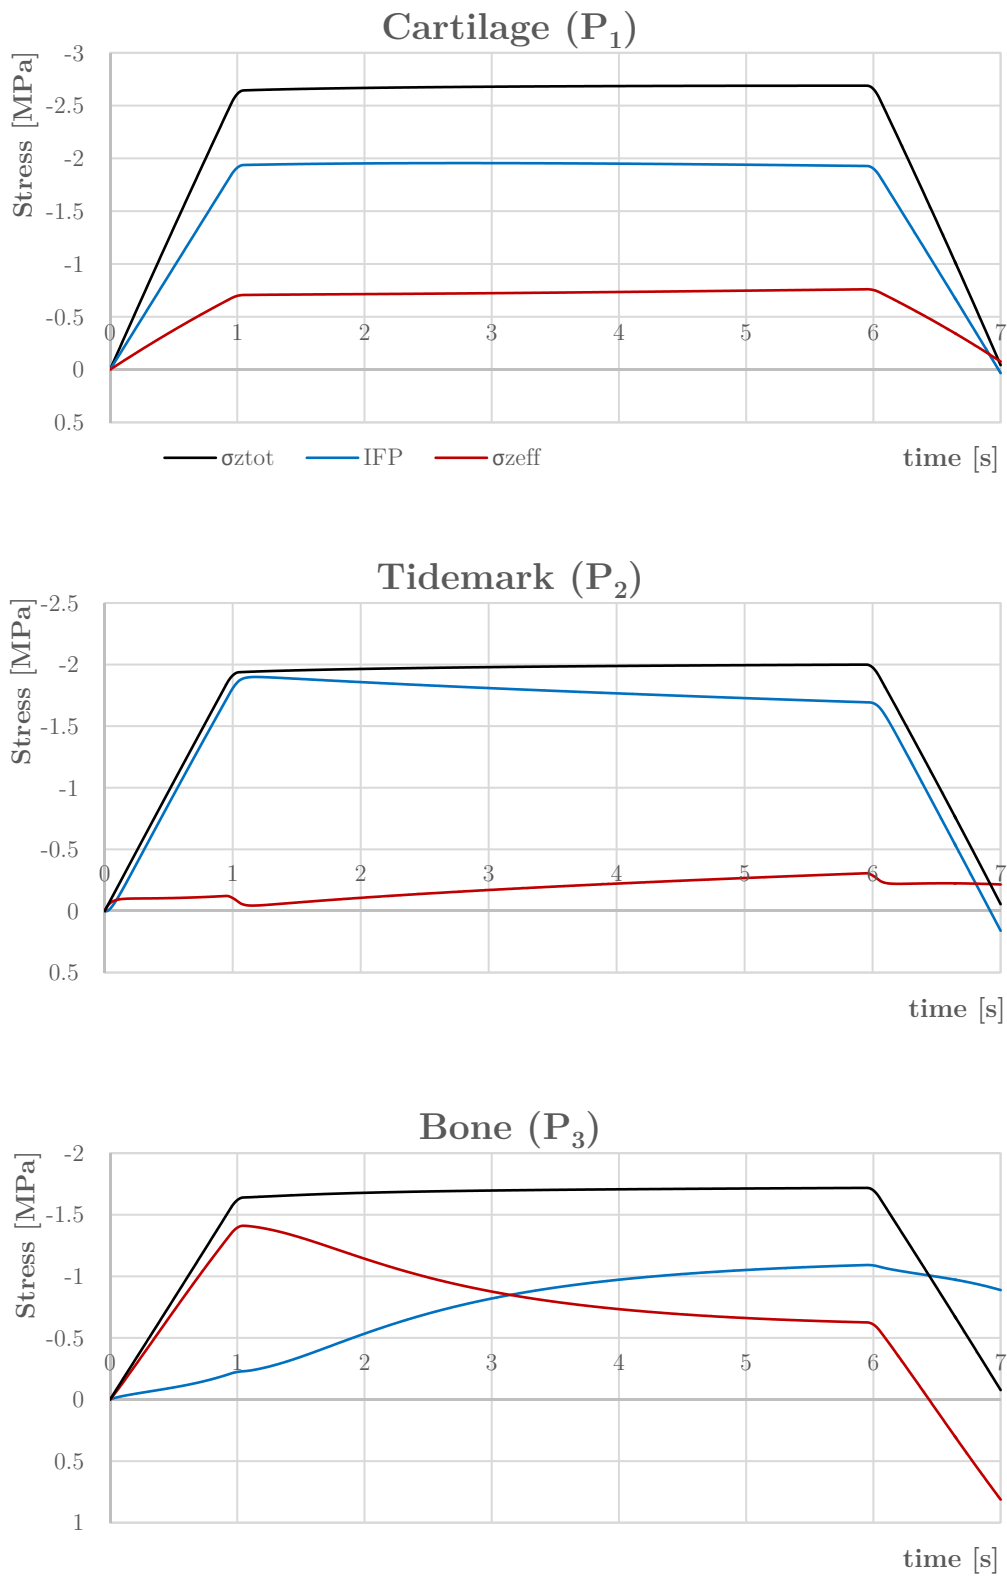 Cartilage (P1)
Stress [MPa]
-3
-2.5
-2
-1.5
-1
-0.5
0
0.5
0 1 2 3 4 5 6 7
σztot IFP σzeff
time [s]
Tidemark (P2)
Stress [MPa]
-2.5
-2
-1.5
-1
-0.5
0
0.5
0 1 2 3 4 5 6 7
time [s]
Bone (P3)
Stress [MPa]
-2
-1.5
-1
-0.5
0
0.5
1
0 1 2 3 4 5 6 7
time [s]